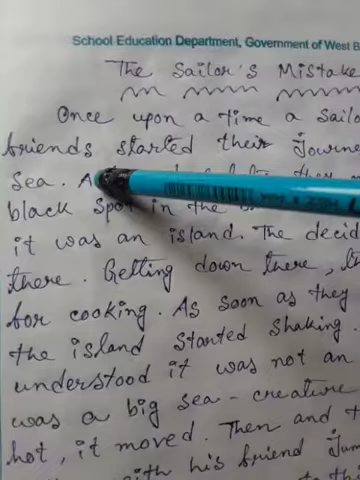 School Education Department, Government of West B
The Sailor's Mistake
Once upon a time a Sailo
friends started their Journe
Sea. A
black Spot in the
it was an island. The decid
there. Getting down there,
for cooking. As soon as they
the island started shaking.
understood it was not an
was a big sea-creature
hot, it moved. Then and t
with his friend Jum